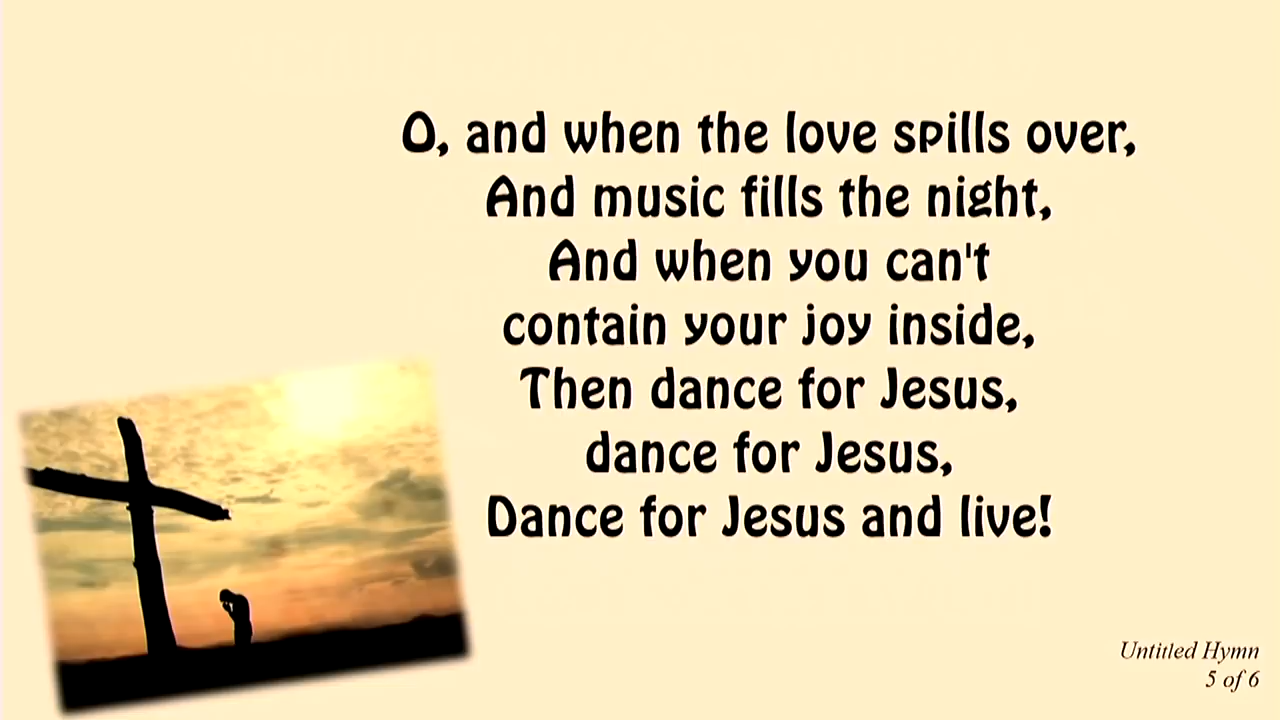 O, and when the love spills over,
And music fills the night,
And when you can't
contain your joy inside,
Then dance for Jesus,
dance for Jesus,
Dance for Jesus and live!
Untitled Hymn
5 of 6